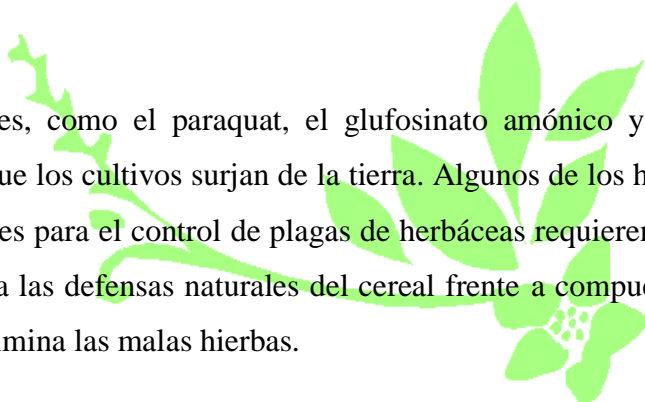 es, como el paraquat, el glufosinato amónico y
ue los cultivos surjan de la tierra. Algunos de los h
es para el control de plagas de herbáceas requieren
a las defensas naturales del cereal frente a compue
imina las malas hierbas.